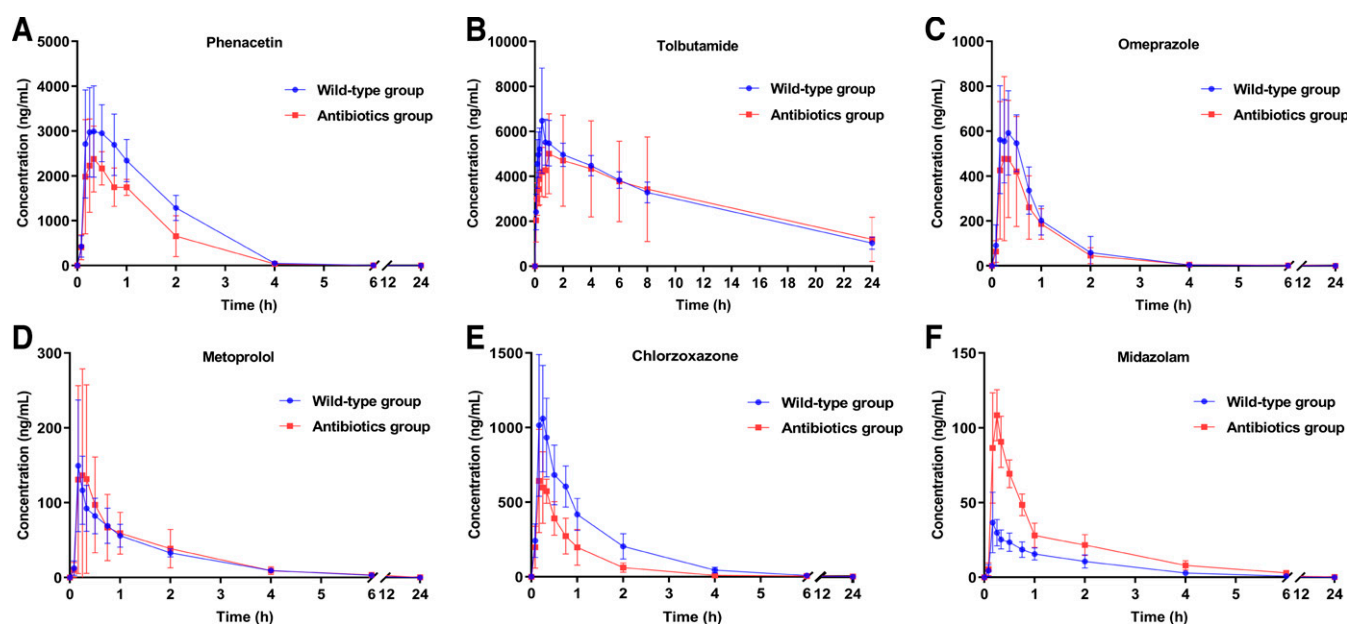 A
Phenacetin
Concentration (ng/mL)
5000
4000
3000
2000
1000
0
Wild-type group
Antibiotics group
0 1 2 3 4 5 6 12 24
Time (h)
B
Tolbutamide
Concentration (ng/mL)
10000
8000
6000
4000
2000
0
Wild-type group
Antibiotics group
0 2 4 6 8 10 12 14 16 18 20 22 24
Time (h)
C
Omeprazole
Concentration (ng/mL)
1000
800
600
400
200
0
Wild-type group
Antibiotics group
0 1 2 3 4 5 6 12 24
Time (h)
D
Metoprolol
Concentration (ng/mL)
300
200
100
0
Wild-type group
Antibiotics group
0 1 2 3 4 5 6 12 24
Time (h)
E
Chlorzoxazone
Concentration (ng/mL)
1500
1000
500
0
Wild-type group
Antibiotics group
0 1 2 3 4 5 6 12 24
Time (h)
F
Midazolam
Concentration (ng/mL)
150
100
50
0
Wild-type group
Antibiotics group
0 1 2 3 4 5 6 12 24
Time (h)